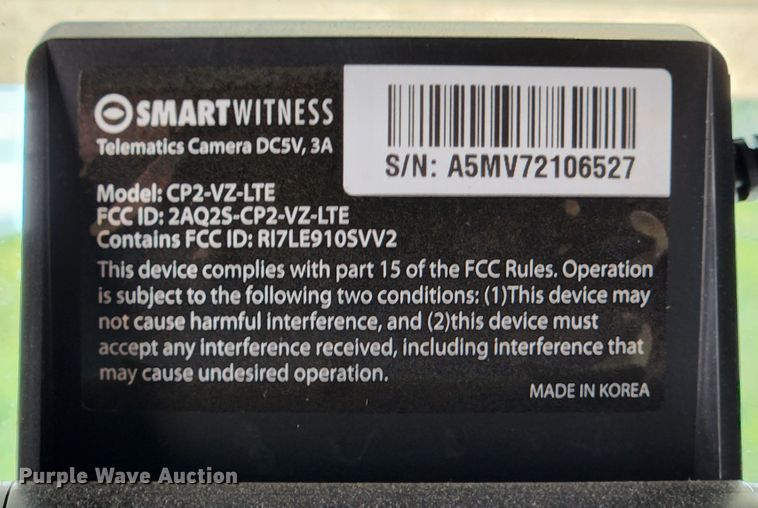 SMARTWITNESS
Telematics Camera DC5V, 3A
S/N: A5MV72106527
Model: CP2-VZ-LTE
FCC ID: 2AQ2S-CP2-VZ-LTE
Contains FCC ID: RI7LE910SVV2
This device complies with part 15 of the FCC Rules. Operation
is subject to the following two conditions: (1)This device may
not cause harmful interference, and (2)this device must
accept any interference received, including interference that
may cause undesired operation.
MADE IN KOREA
Purple Wave Auction